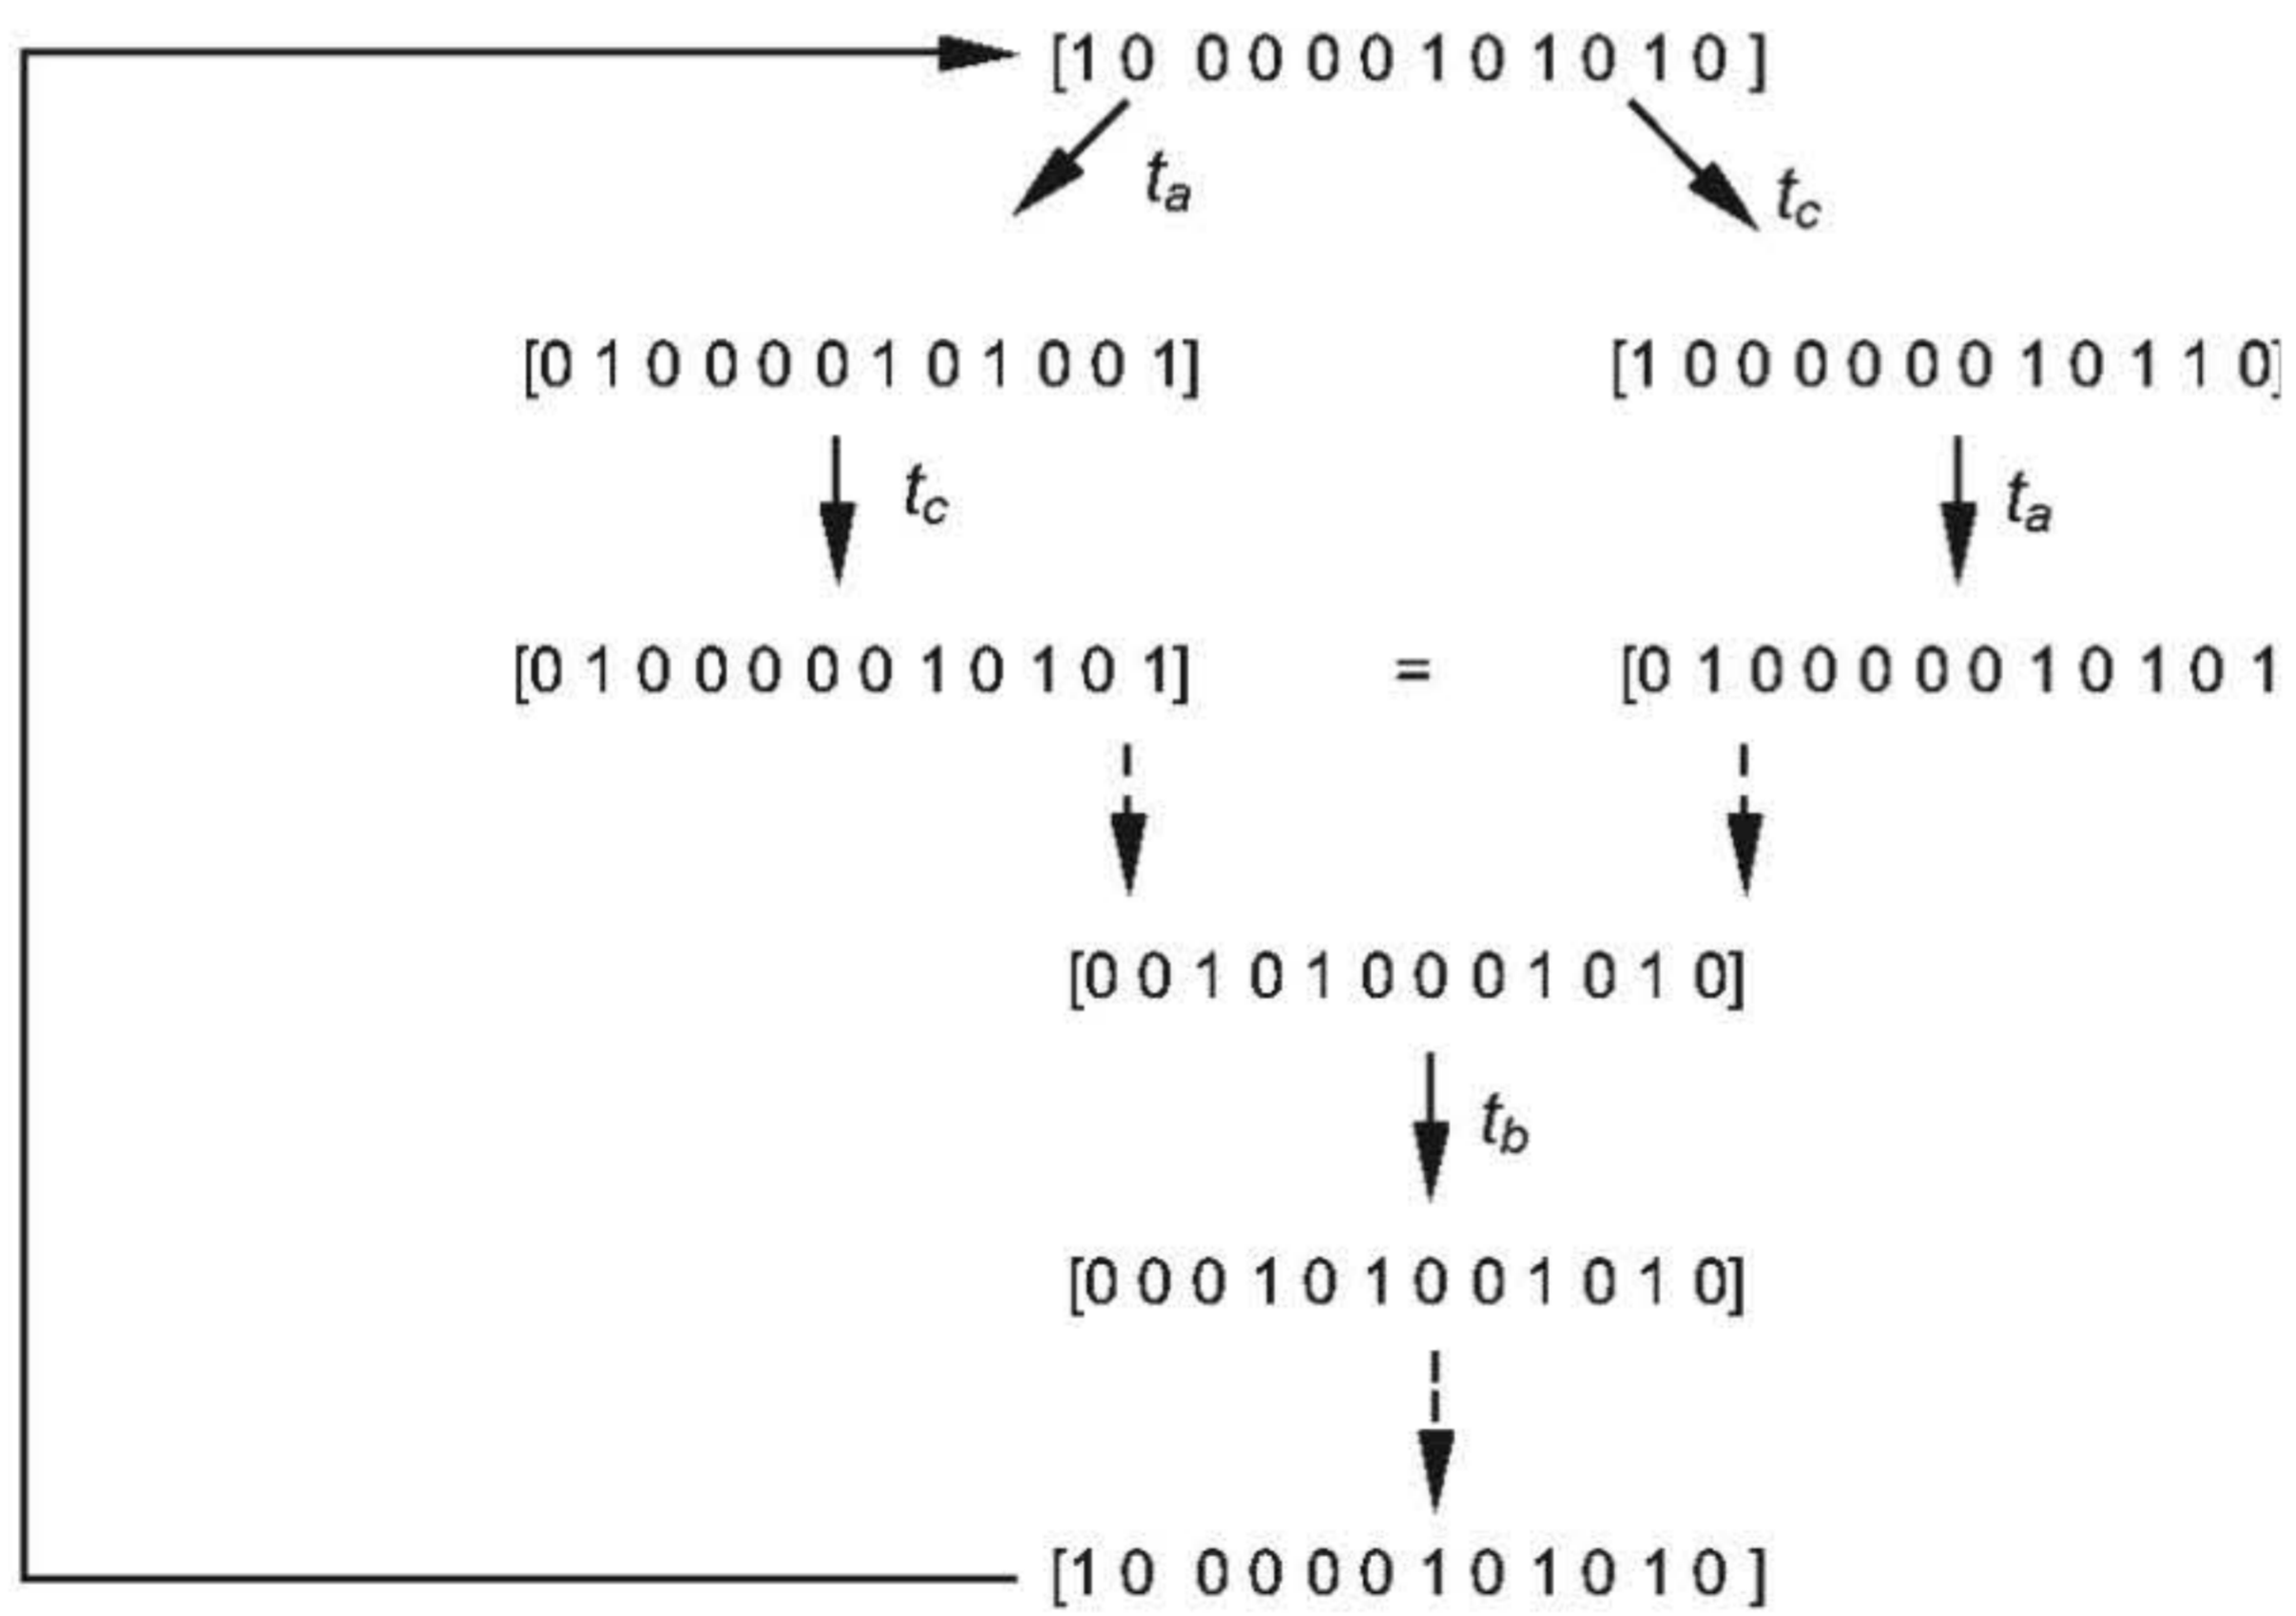 [1 0 0 0 0 0 1 0 1 0 1 0 ]
ta tc
[0 1 0 0 0 0 1 0 1 0 0 1] [1 0 0 0 0 0 0 1 0 1 1 0]
tc ta
[0 1 0 0 0 0 0 1 0 1 0 1] = [0 1 0 0 0 0 0 1 0 1 0 1
[0 0 1 0 1 0 0 0 1 0 1 0]
tb
[0 0 0 1 0 1 0 0 1 0 1 0]
[1 0 0 0 0 0 1 0 1 0 1 0 ]